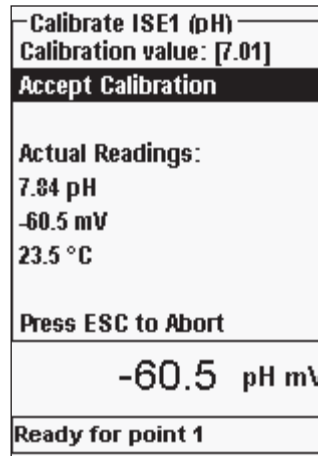 Calibrate ISE1 (pH)
Calibration value: [7.01]
Accept Calibration
Actual Readings:
7.84 pH
-60.5 mV
23.5 °C
Press ESC to Abort
-60.5 pH mV
Ready for point 1